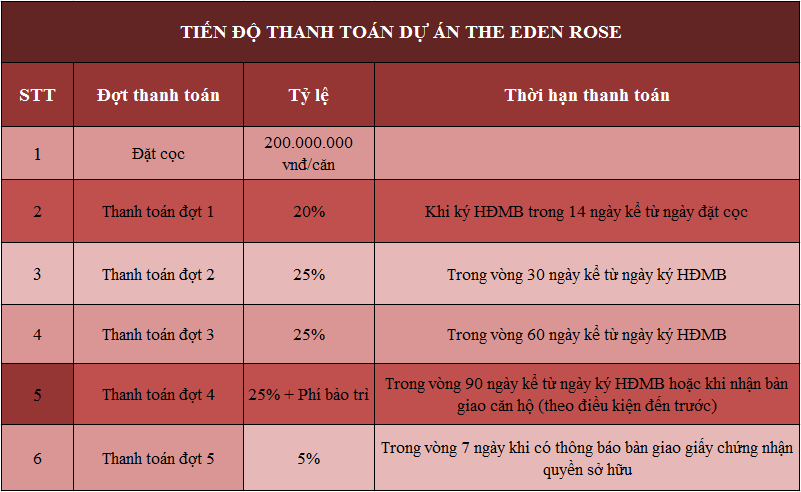 TIẾN ĐỘ THANH TOÁN DỰ ÁN THE EDEN ROSE
STT Đợt thanh toán Tỷ lệ Thời hạn thanh toán
1 Đặt cọc 200.000.000
vnđ/căn
2 Thanh toán đợt 1 20% Khi ký HĐMB trong 14 ngày kể từ ngày đặt cọc
3 Thanh toán đợt 2 25% Trong vòng 30 ngày kể từ ngày ký HĐMB
4 Thanh toán đợt 3 25% Trong vòng 60 ngày kể từ ngày ký HĐMB
5 Thanh toán đợt 4 25% + Phí bảo trì Trong vòng 90 ngày kể từ ngày ký HĐMB hoặc khi nhận bàn
giao căn hộ (theo điều kiện đến trước)
6 Thanh toán đợt 5 5% Trong vòng 7 ngày khi có thông báo bàn giao giấy chứng nhận
quyền sở hữu